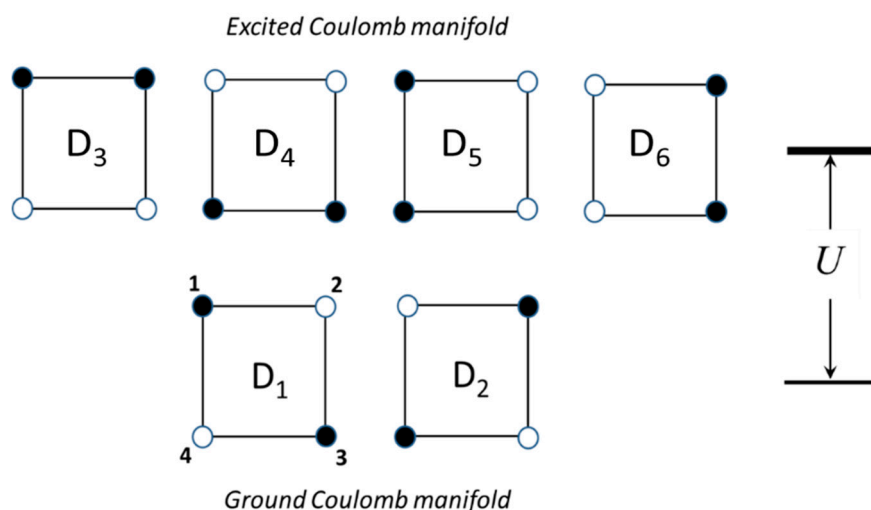 Excited Coulomb manifold
D3 D4 D5 D6
U
1 2
D1 D2
4 3
Ground Coulomb manifold